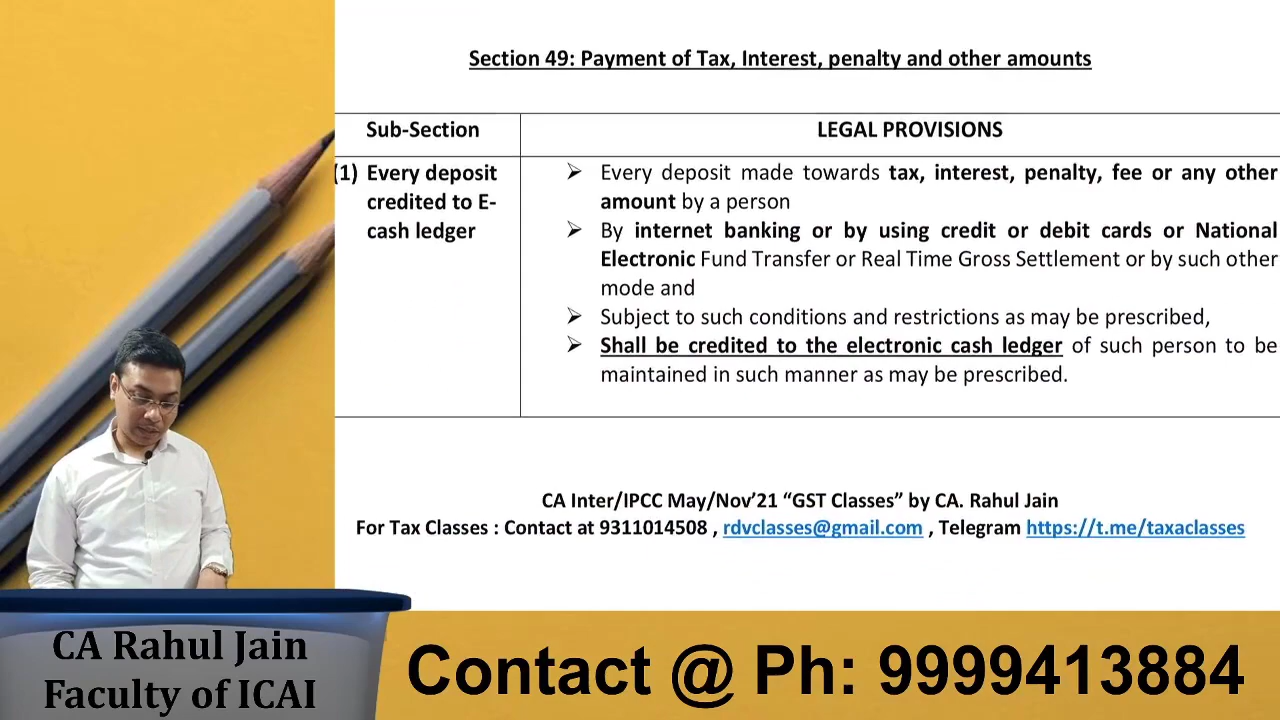 Section 49: Payment of Tax, Interest, penalty and other amounts
Sub-Section
LEGAL PROVISIONS
(1) Every deposit
credited to E-
cash ledger
➢ Every deposit made towards tax, interest, penalty, fee or any other
amount by a person
➢ By internet banking or by using credit or debit cards or National
Electronic Fund Transfer or Real Time Gross Settlement or by such other
mode and
➢ Subject to such conditions and restrictions as may be prescribed,
➢ Shall be credited to the electronic cash ledger of such person to be
maintained in such manner as may be prescribed.
CA Inter/IPCC May/Nov’21 “GST Classes” by CA. Rahul Jain
For Tax Classes : Contact at 9311014508 , rdvclasses@gmail.com , Telegram https://t.me/taxaclasses
CA Rahul Jain
Faculty of ICAI
Contact @ Ph: 9999413884